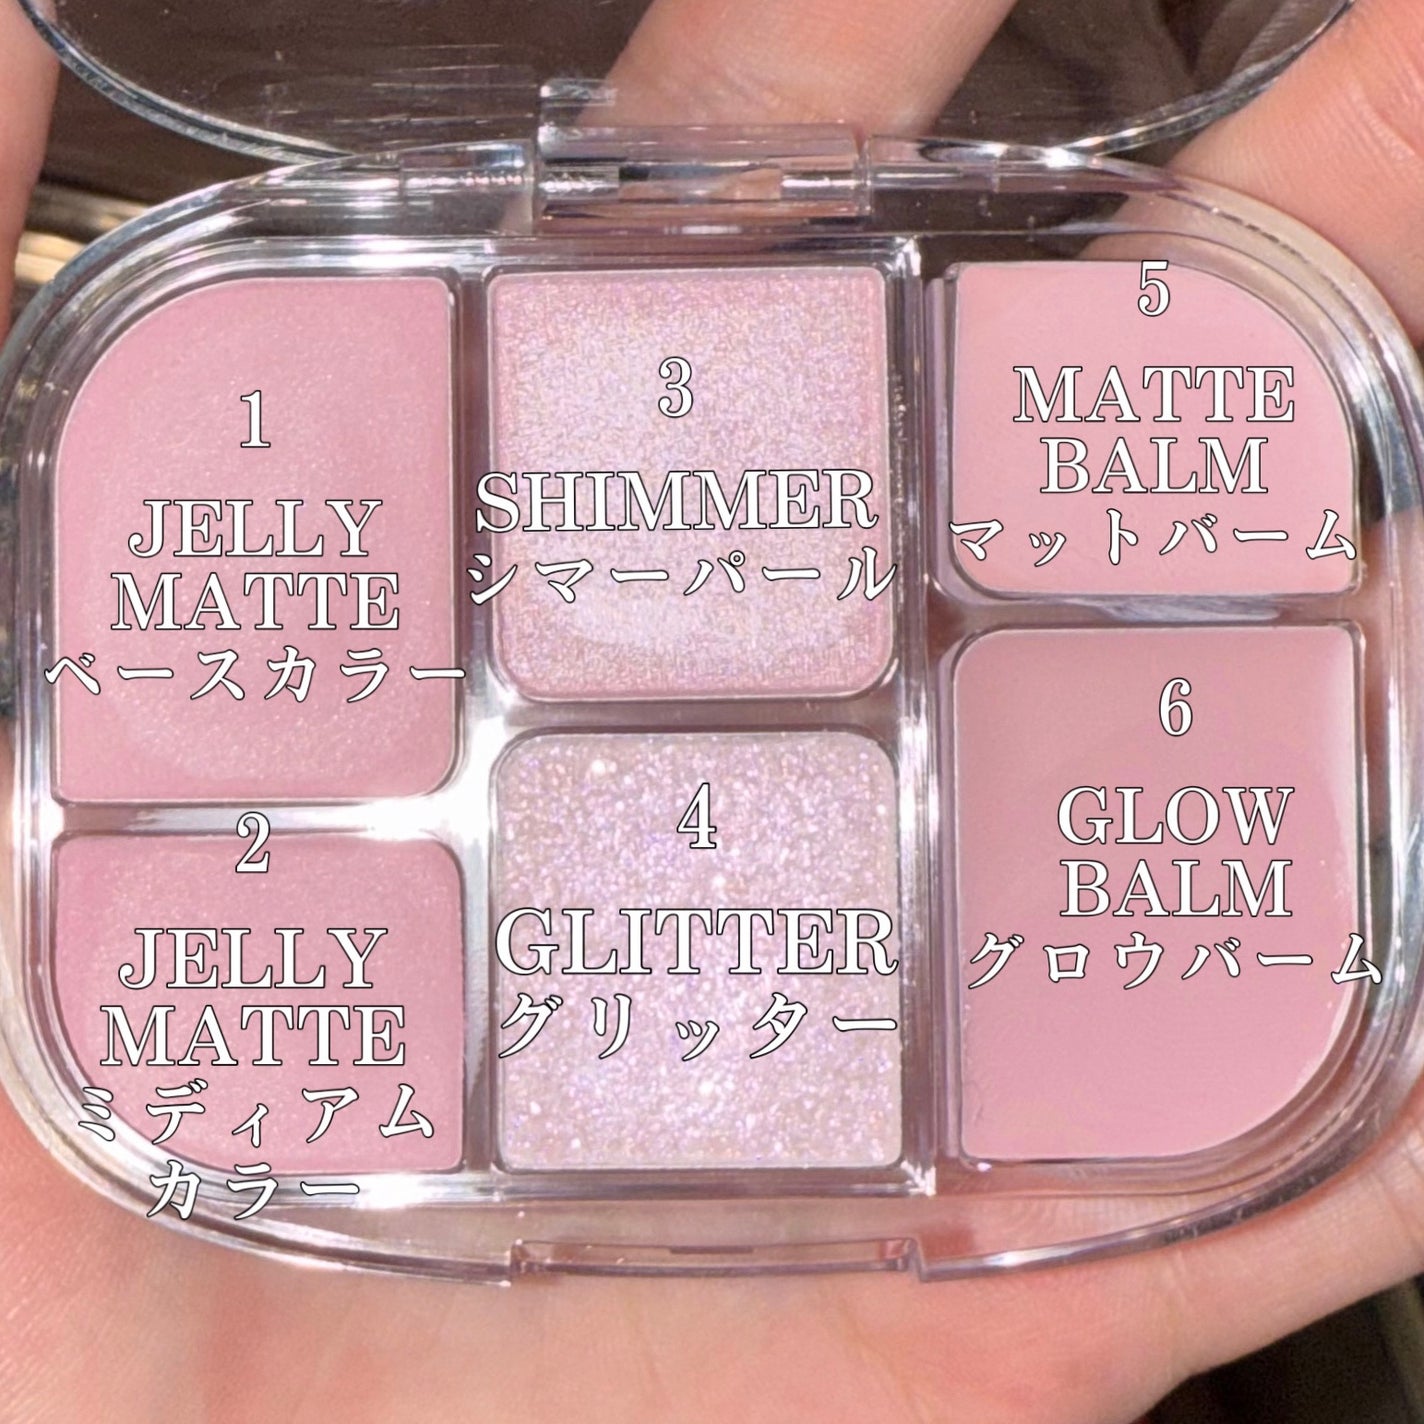 1
JELLY
MATTE
ベースカラー
2
JELLY
MATTE
ミディアム
カラー
3
SHIMMER
シマーパール
4
GLITTER
グリッター
5
MATTE
BALM
マットバーム
6
GLOW
BALM
グロウバーム